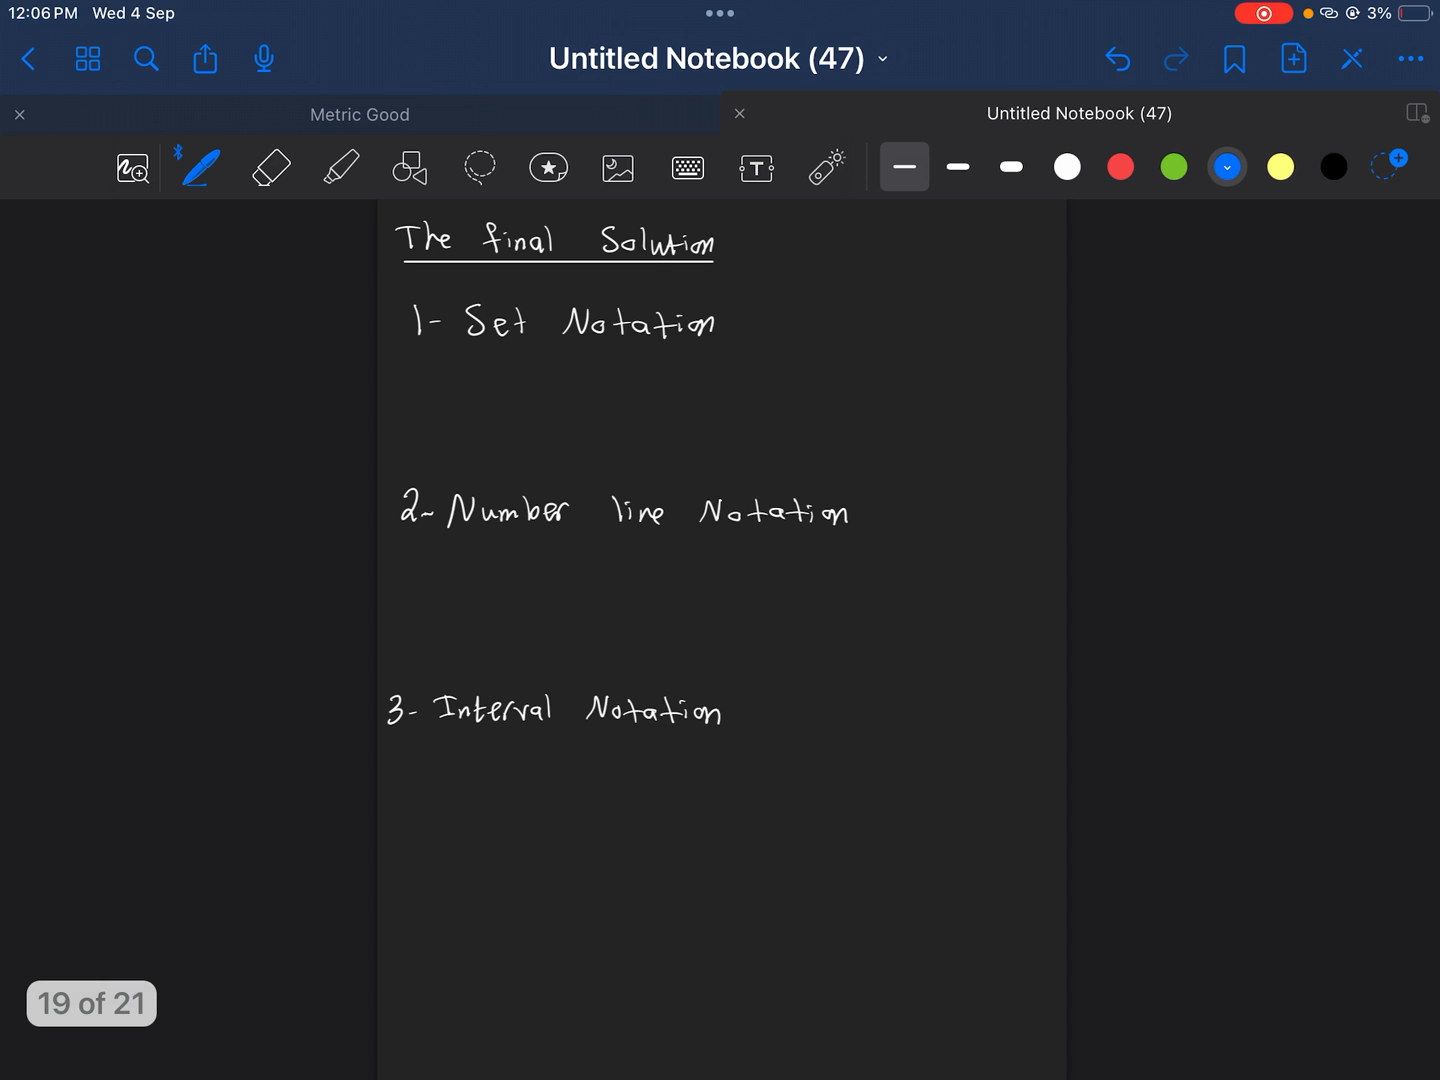 12:06 PM Wed 4 Sep
3%
Untitled Notebook (47)
Metric Good
Untitled Notebook (47)
T
The final Solution
1- Set Notation
2- Number line Notation
3- Interval Notation
19 of 21